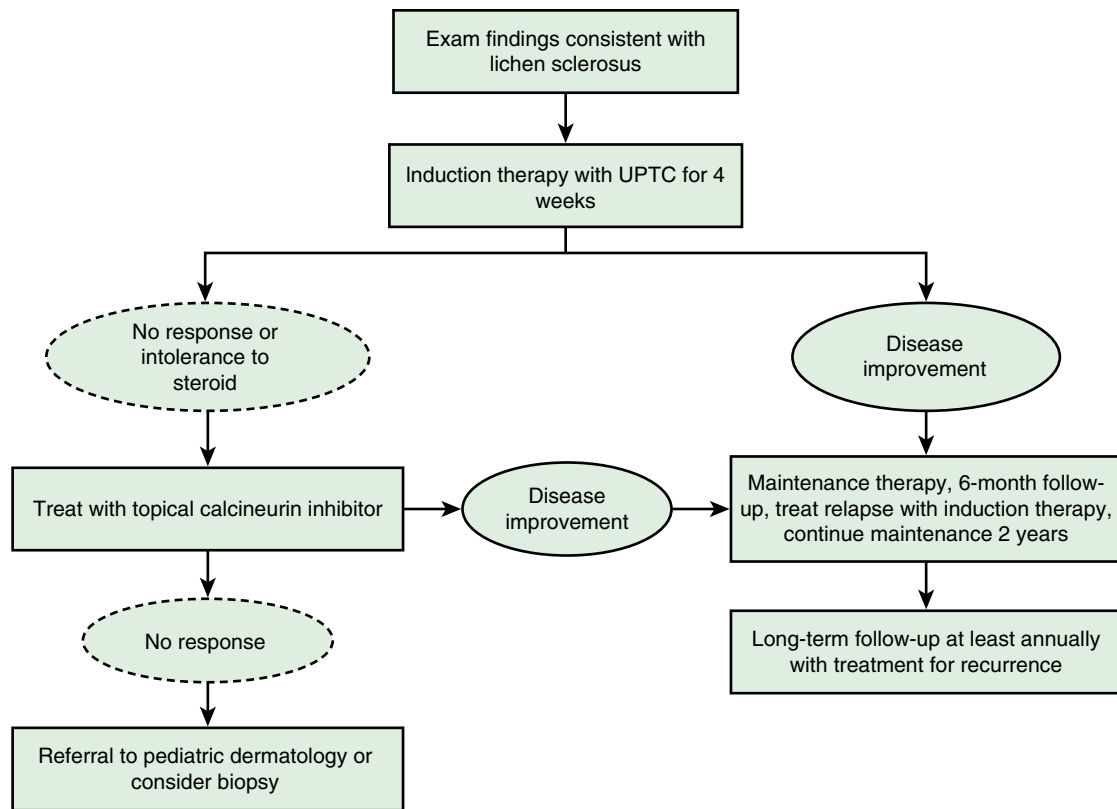 Exam findings consistent with
lichen sclerosus
Induction therapy with UPTC for 4
weeks
No response or
intolerance to
steroid
Disease
improvement
Treat with topical calcineurin inhibitor
Disease
improvement
Maintenance therapy, 6-month follow-
up, treat relapse with induction therapy,
continue maintenance 2 years
No response
Long-term follow-up at least annually
with treatment for recurrence
Referral to pediatric dermatology or
consider biopsy